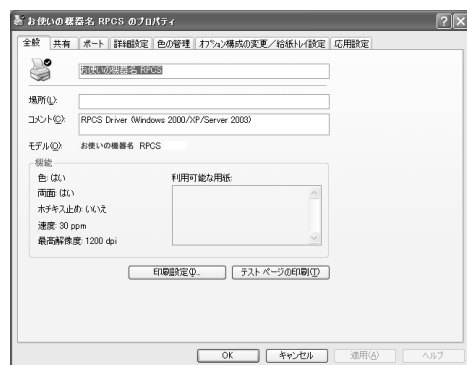 お使いの機器名 RPCS のプロパティ
全般 共有 ポート 詳細設定 色の管理 オプション構成の変更／給紙トレイ設定 応用設定
お使いの機器名 RPCS
場所(L):
コメント(C): RPCS Driver (Windows 2000/XP/Server 2003)
モデル(O): お使いの機器名 RPCS
機能
色: はい 利用可能な用紙:
両面: はい
ホチキス止め: いいえ
速度: 30 ppm
最高解像度: 1200 dpi
印刷設定(I)... テスト ページの印刷(T)
OK キャンセル 適用(A) ヘルプ